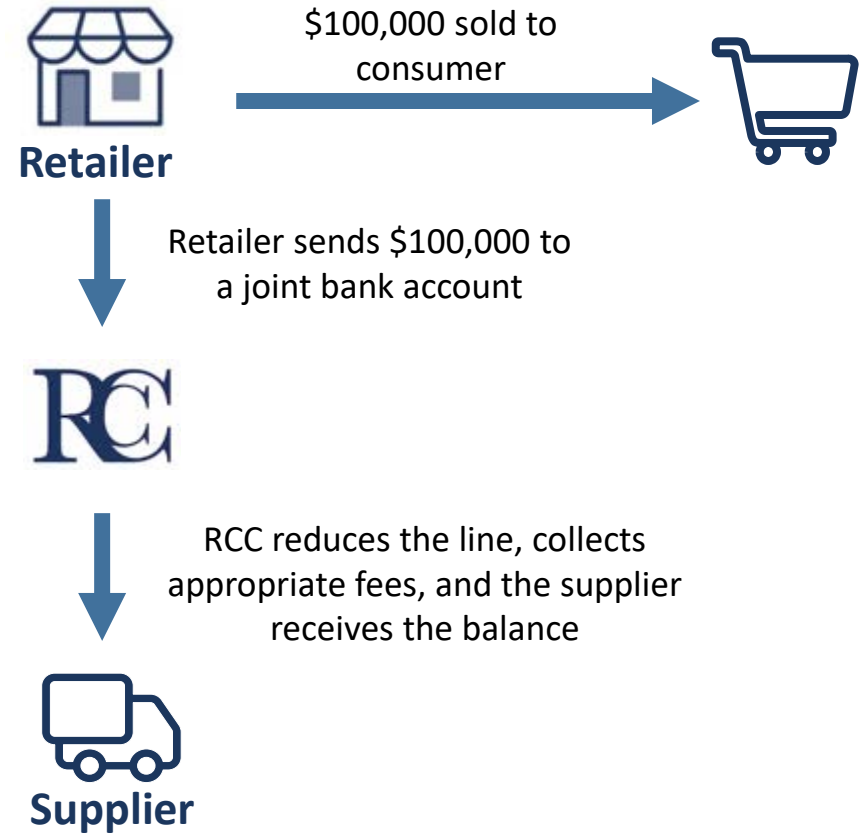 $100,000 sold to
consumer
Retailer
Retailer sends $100,000 to
a joint bank account
RCC
RCC reduces the line, collects
appropriate fees, and the supplier
receives the balance
Supplier